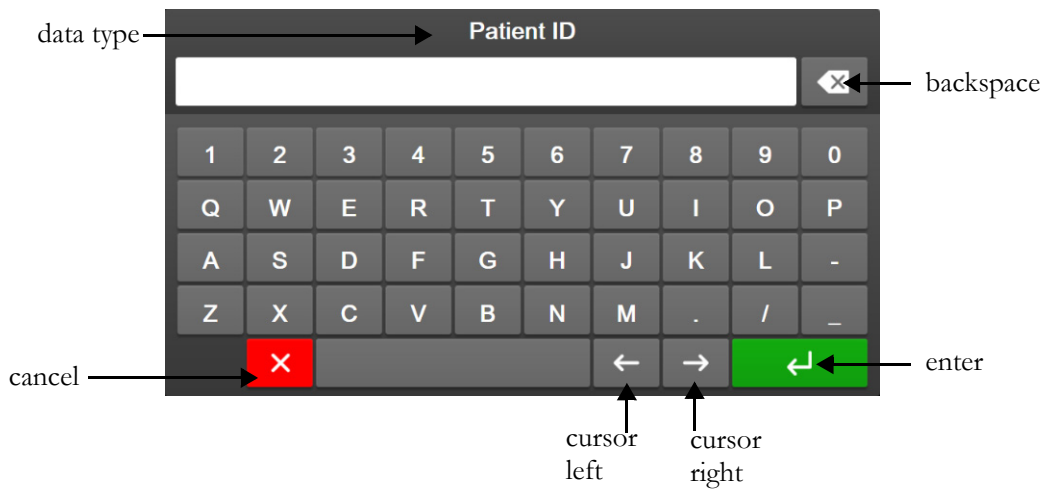 data type
Patient ID
backspace
1 2 3 4 5 6 7 8 9 0
Q W E R T Y U I O P
A S D F G H J K L -
Z X C V B N M . / _
cancel
enter
cursor
left
cursor
right